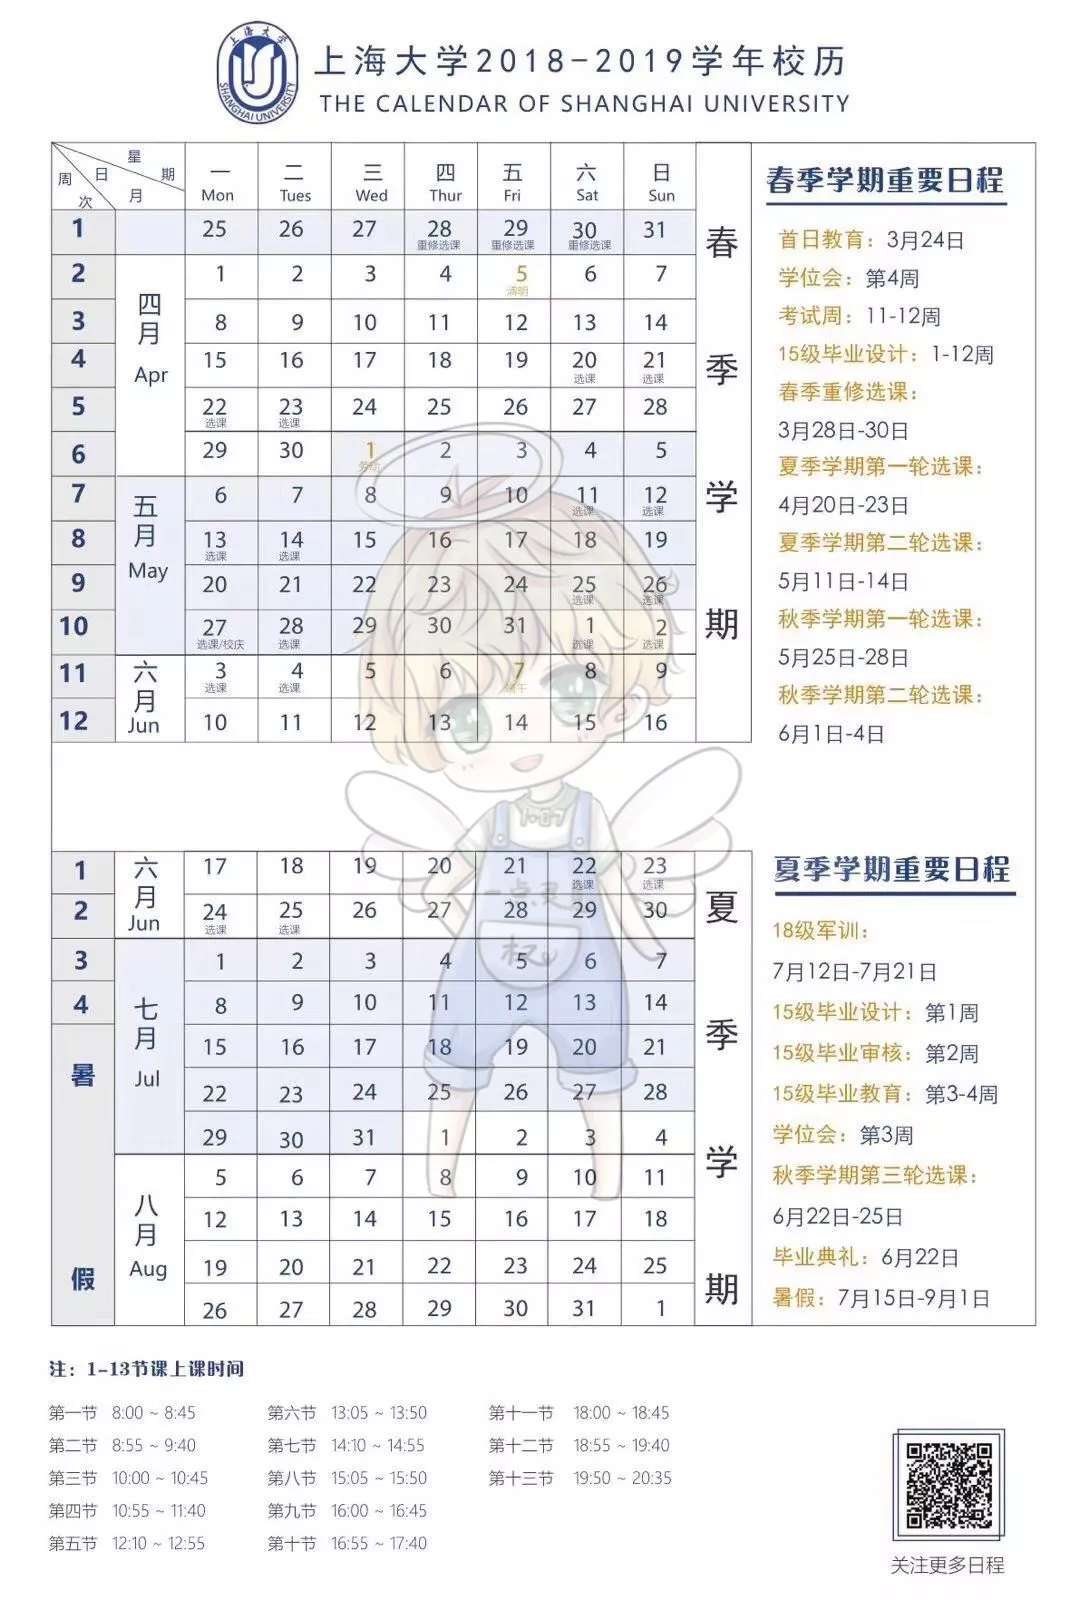 上海大学2018-2019学年校历
THE CALENDAR OF SHANGHAI UNIVERSITY
上海大学
SHANGHAI UNIVERSITY
周次 日 月 星期 一 二 三 四 五 六 日
Mon Tues Wed Thur Fri Sat Sun
春季学期
1 25 26 27 28 29 30 31
重修选课 重修选课 重修选课
四月
Apr
2 1 2 3 4 5 6 7
清明
3 8 9 10 11 12 13 14
4 15 16 17 18 19 20 21
选课 选课
5 22 23 24 25 26 27 28
选课 选课
6 29 30 1 2 3 4 5
五月
May
7 6 7 8 9 10 11 12
选课 选课
8 13 14 15 16 17 18 19
选课 选课
9 20 21 22 23 24 25 26
选课 选课
10 27 28 29 30 31 1 2
选课/校庆 选课 选课 选课
六月
Jun
11 3 4 5 6 7 8 9
选课 选课 端午
12 10 11 12 13 14 15 16
春季学期重要日程
首日教育：3月24日
学位会：第4周
考试周：11-12周
15级毕业设计：1-12周
春季重修选课：
3月28日-30日
夏季学期第一轮选课：
4月20日-23日
夏季学期第二轮选课：
5月11日-14日
秋季学期第一轮选课：
5月25日-28日
秋季学期第二轮选课：
6月1日-4日
夏季学期
六月
Jun
1 17 18 19 20 21 22 23
选课 选课
2 24 25 26 27 28 29 30
选课 选课
七月
Jul
3 1 2 3 4 5 6 7
4 8 9 10 11 12 13 14
暑假
15 16 17 18 19 20 21
22 23 24 25 26 27 28
29 30 31 1 2 3 4
八月
Aug
5 6 7 8 9 10 11
12 13 14 15 16 17 18
19 20 21 22 23 24 25
26 27 28 29 30 31 1
夏季学期重要日程
18级军训：
7月12日-7月21日
15级毕业设计：第1周
15级毕业审核：第2周
15级毕业教育：第3-4周
学位会：第3周
秋季学期第三轮选课：
6月22日-25日
毕业典礼：6月22日
暑假：7月15日-9月1日
注：1-13节课上课时间
第一节 8:00 ~ 8:45 第六节 13:05 ~ 13:50 第十一节 18:00 ~ 18:45
第二节 8:55 ~ 9:40 第七节 14:10 ~ 14:55 第十二节 18:55 ~ 19:40
第三节 10:00 ~ 10:45 第八节 15:05 ~ 15:50 第十三节 19:50 ~ 20:35
第四节 10:55 ~ 11:40 第九节 16:00 ~ 16:45
第五节 12:10 ~ 12:55 第十节 16:55 ~ 17:40
关注更多日程